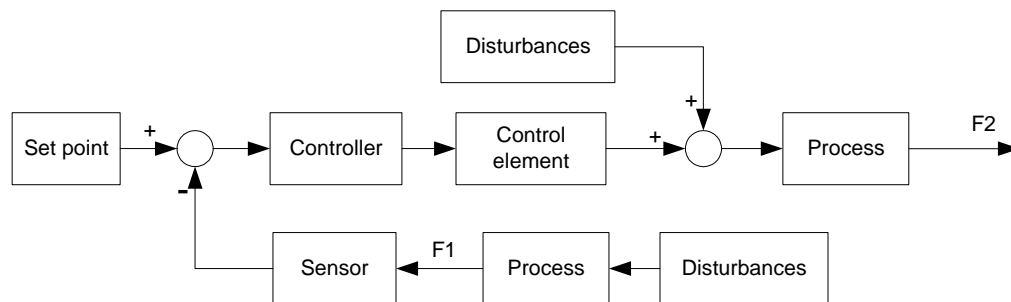 Disturbances
+
F2
Set point
+
Controller
Control
element
+
Process
-
F1
Sensor
Process
Disturbances